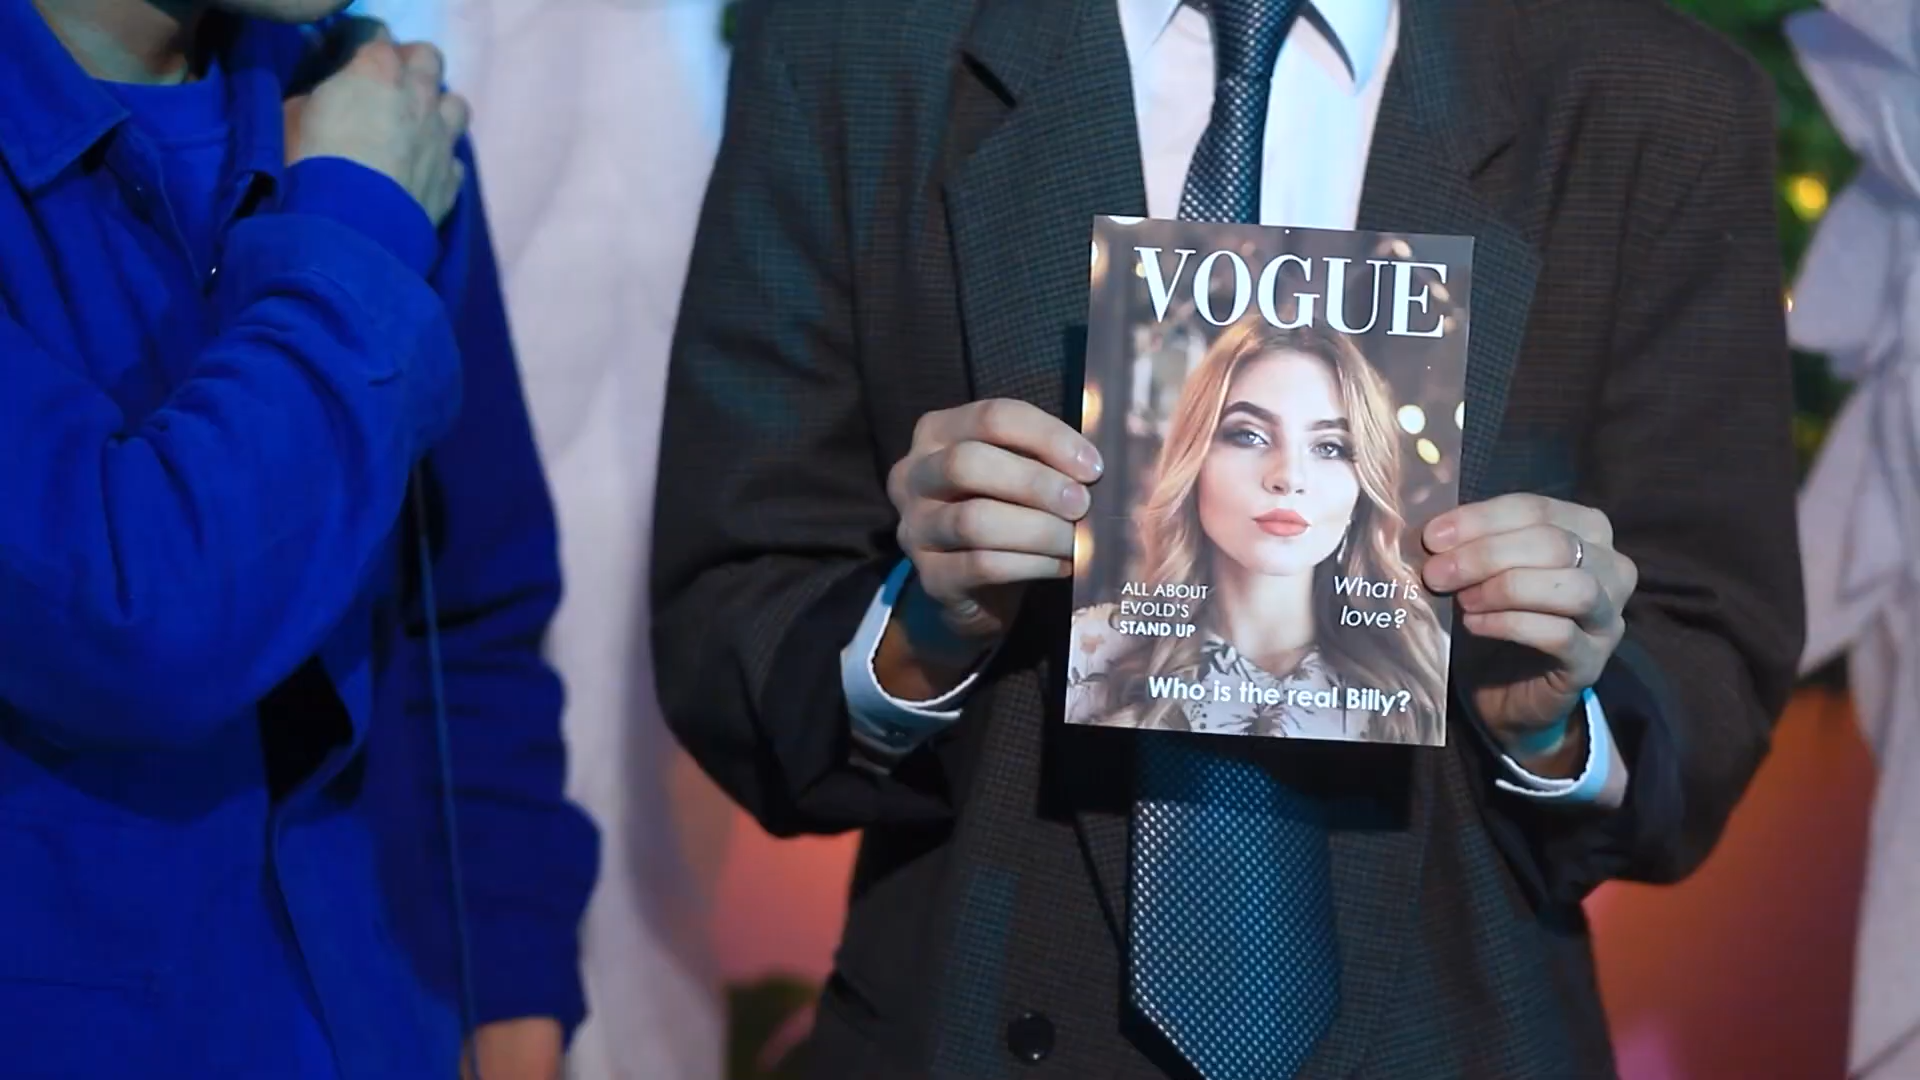 VOGUE
ALL ABOUT
EVOLD'S
STAND UP
What is
love?
Who is the real Billy?